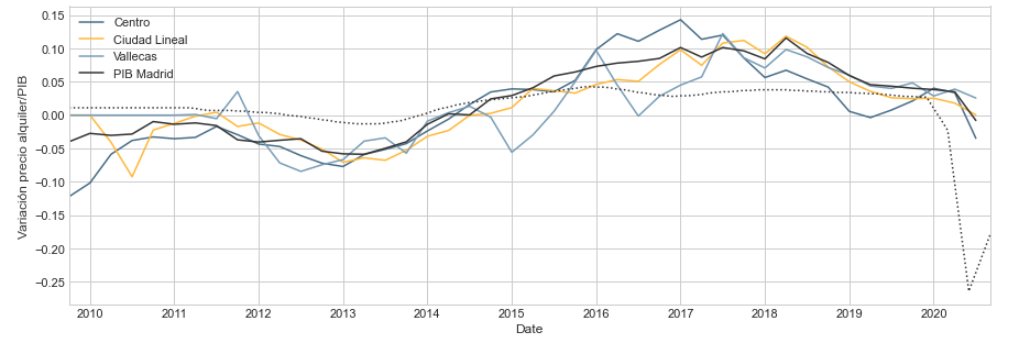 0.15
0.10
0.05
0.00
−0.05
−0.10
−0.15
−0.20
−0.25
Variación precio alquiler/PIB
Centro
Ciudad Lineal
Vallecas
PIB Madrid
2010 2011 2012 2013 2014 2015 2016 2017 2018 2019 2020
Date